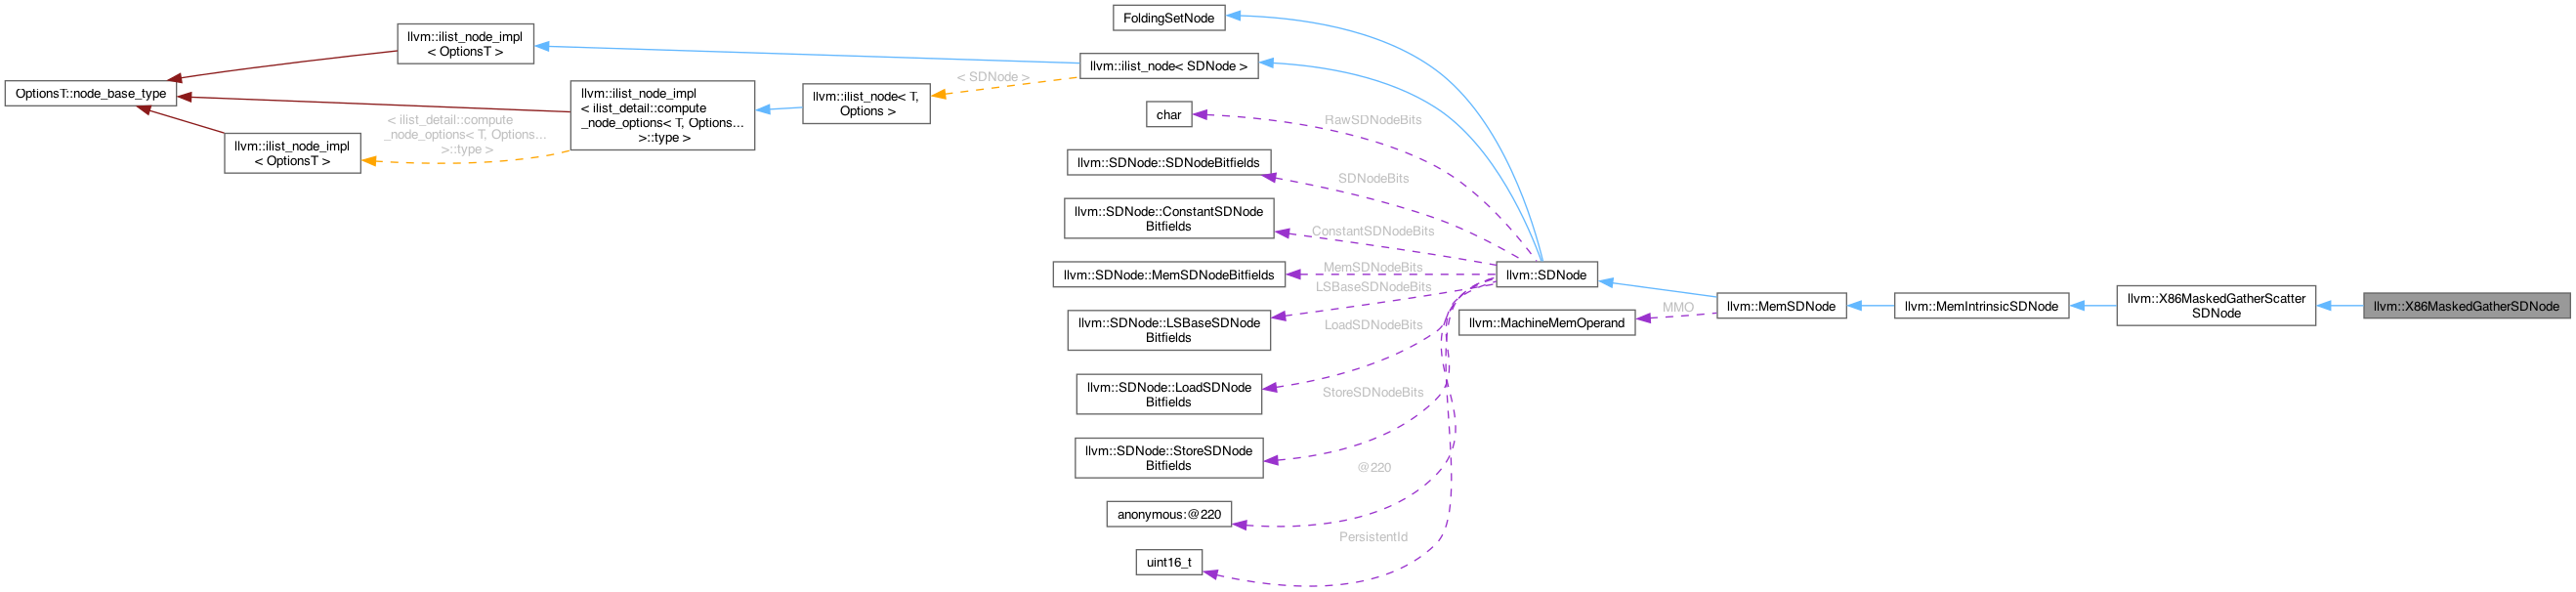 FoldingSetNode
llvm::ilist_node_impl
< OptionsT >
llvm::ilist_node< SDNode >
< SDNode >
OptionsT::node_base_type
llvm::ilist_node_impl
< ilist_detail::compute
_node_options< T, Options...
>::type >
llvm::ilist_node< T,
Options >
< ilist_detail::compute
_node_options< T, Options...
>::type >
llvm::ilist_node_impl
< OptionsT >
char
RawSDNodeBits
llvm::SDNode::SDNodeBitfields
SDNodeBits
llvm::SDNode::ConstantSDNode
Bitfields
ConstantSDNodeBits
llvm::SDNode::MemSDNodeBitfields
MemSDNodeBits
LSBaseSDNodeBits
llvm::SDNode
llvm::SDNode::LSBaseSDNode
Bitfields
LoadSDNodeBits
llvm::MachineMemOperand
MMO
llvm::MemSDNode
llvm::MemIntrinsicSDNode
llvm::X86MaskedGatherScatter
SDNode
llvm::X86MaskedGatherSDNode
llvm::SDNode::LoadSDNode
Bitfields
StoreSDNodeBits
llvm::SDNode::StoreSDNode
Bitfields
@220
anonymous:@220
PersistentId
uint16_t